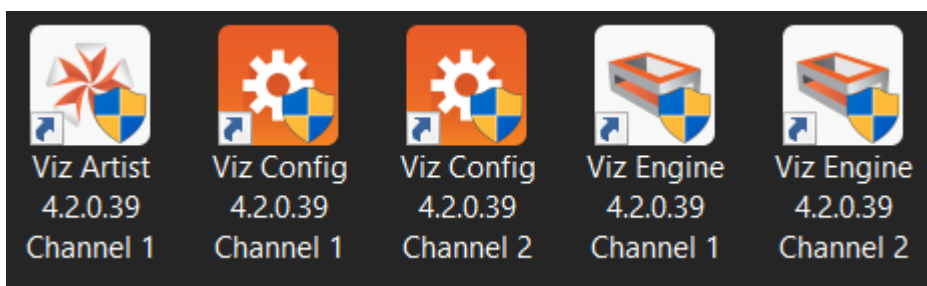 Viz Artist
4.2.0.39
Channel 1
Viz Config
4.2.0.39
Channel 1
Viz Config
4.2.0.39
Channel 2
Viz Engine
4.2.0.39
Channel 1
Viz Engine
4.2.0.39
Channel 2